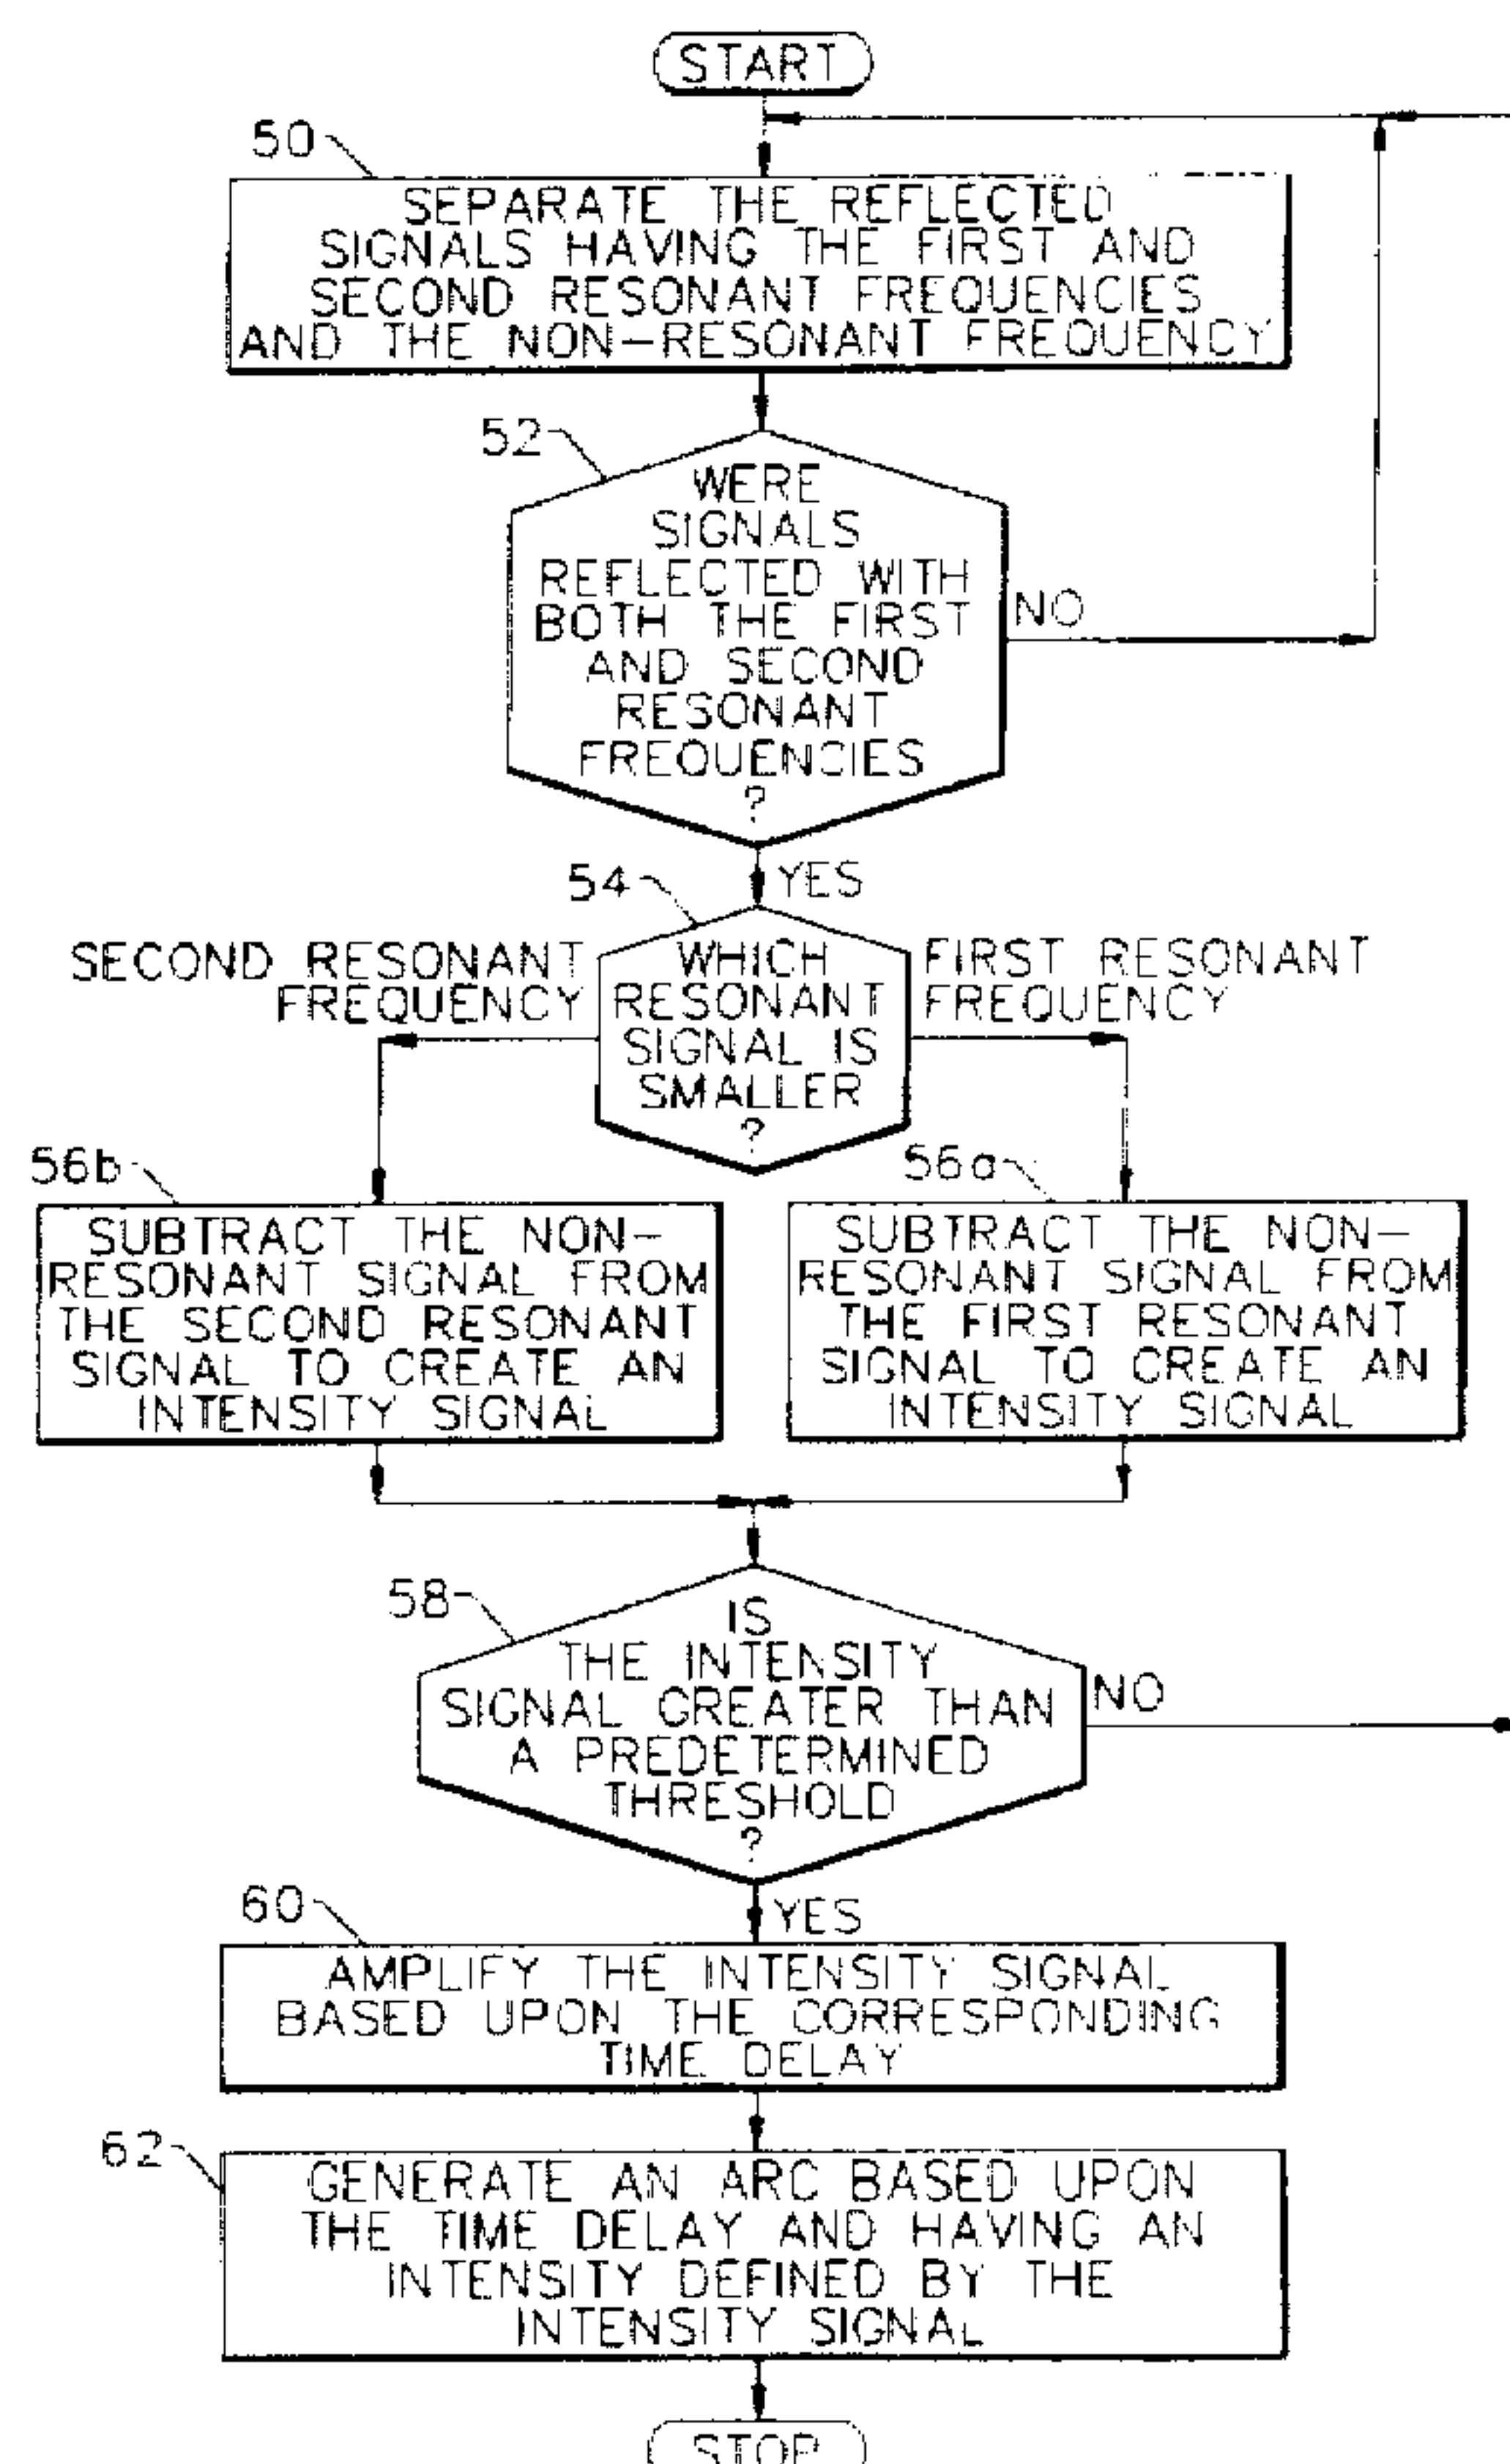 START
50
SEPARATE THE REFLECTED
SIGNALS HAVING THE FIRST AND
SECOND RESONANT FREQUENCIES
AND THE NON-RESONANT FREQUENCY
52
WERE
SIGNALS
REFLECTED WITH
BOTH THE FIRST
AND SECOND
RESONANT
FREQUENCIES
?
NO
YES
54
WHICH
RESONANT
SIGNAL IS
SMALLER
?
SECOND RESONANT
FREQUENCY
FIRST RESONANT
FREQUENCY
56b
SUBTRACT THE NON-
RESONANT SIGNAL FROM
THE SECOND RESONANT
SIGNAL TO CREATE AN
INTENSITY SIGNAL
56a
SUBTRACT THE NON-
RESONANT SIGNAL FROM
THE FIRST RESONANT
SIGNAL TO CREATE AN
INTENSITY SIGNAL
58
IS
THE INTENSITY
SIGNAL GREATER THAN
A PREDETERMINED
THRESHOLD
?
NO
YES
60
AMPLIFY THE INTENSITY SIGNAL
BASED UPON THE CORRESPONDING
TIME DELAY
62
GENERATE AN ARC BASED UPON
THE TIME DELAY AND HAVING AN
INTENSITY DEFINED BY THE
INTENSITY SIGNAL
STOP